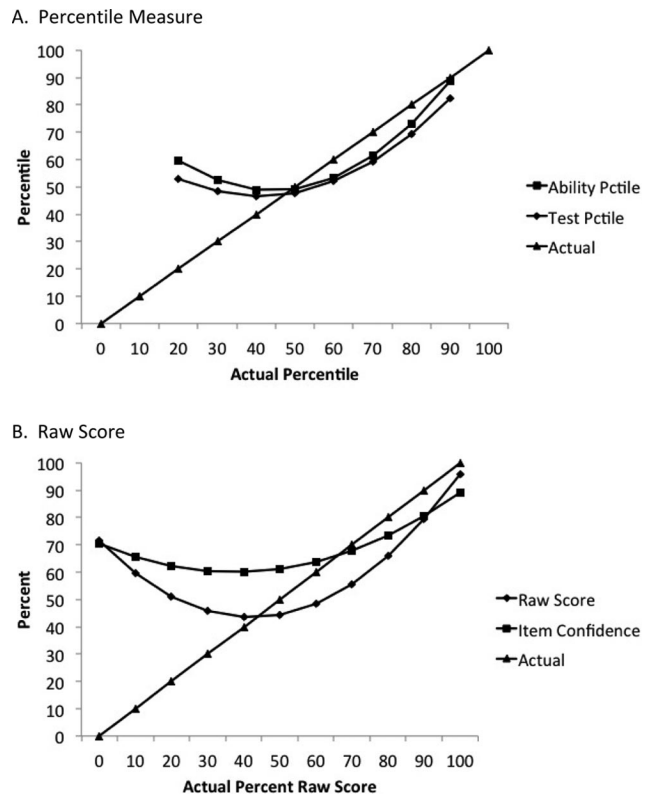 A. Percentile Measure
100
90
80
70
60
50
40
30
20
10
0
Percentile
0 10 20 30 40 50 60 70 80 90 100
Actual Percentile
Ability Pctile
Test Pctile
Actual
B. Raw Score
100
90
80
70
60
50
40
30
20
10
0
Percent
0 10 20 30 40 50 60 70 80 90 100
Actual Percent Raw Score
Raw Score
Item Confidence
Actual